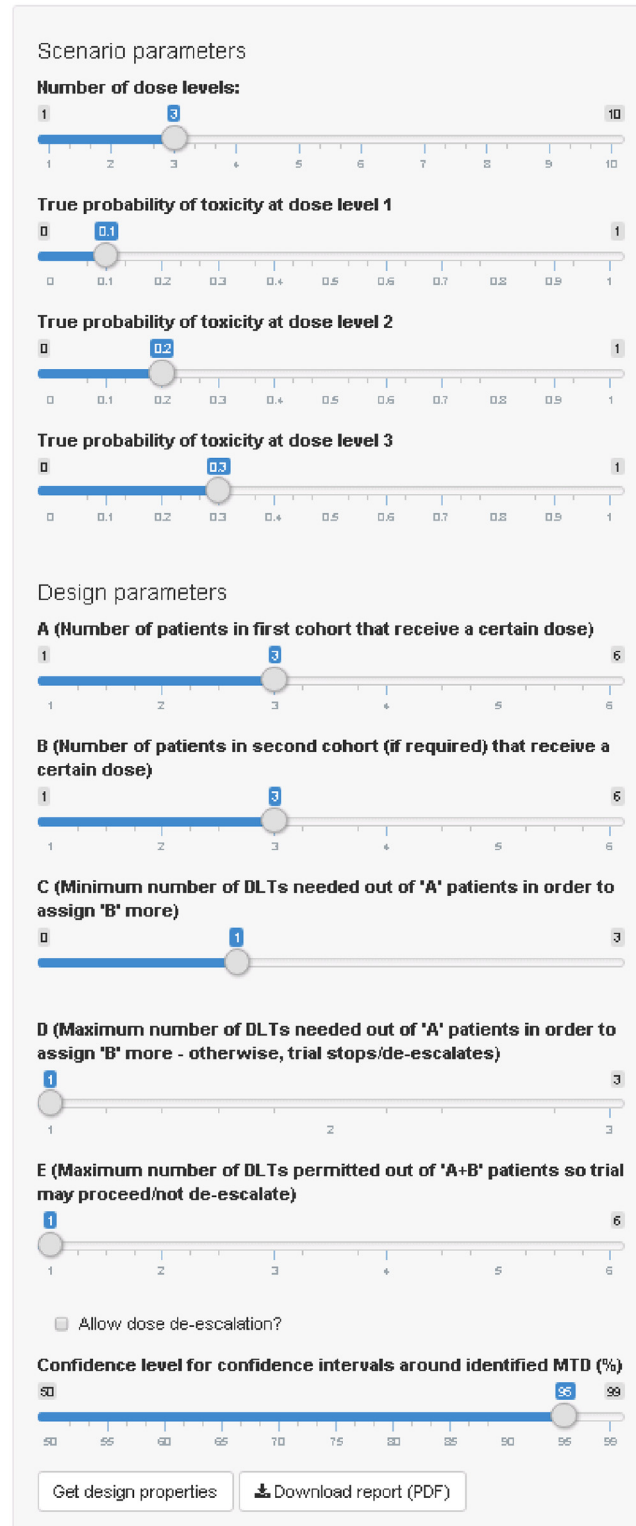 Scenario parameters
Number of dose levels:
1 3 10
1 2 3 4 5 6 7 8 9 10
True probability of toxicity at dose level 1
0 0.1 1
0 0.1 0.2 0.3 0.4 0.5 0.6 0.7 0.8 0.9 1
True probability of toxicity at dose level 2
0 0.2 1
0 0.1 0.2 0.3 0.4 0.5 0.6 0.7 0.8 0.9 1
True probability of toxicity at dose level 3
0 0.3 1
0 0.1 0.2 0.3 0.4 0.5 0.6 0.7 0.8 0.9 1
Design parameters
A (Number of patients in first cohort that receive a certain dose)
1 3 6
1 2 3 4 5 6
B (Number of patients in second cohort (if required) that receive a
certain dose)
1 3 6
1 2 3 4 5 6
C (Minimum number of DLTs needed out of 'A' patients in order to
assign 'B' more)
0 1 3
D (Maximum number of DLTs needed out of 'A' patients in order to
assign 'B' more - otherwise, trial stops/de-escalates)
1 3
1 2 3
E (Maximum number of DLTs permitted out of 'A+B' patients so trial
may proceed/not de-escalate)
1 6
1 2 3 4 5 6
Allow dose de-escalation?
Confidence level for confidence intervals around identified MTD (%)
50 95 99
50 55 60 65 70 75 80 85 90 95 99
Get design properties Download report (PDF)